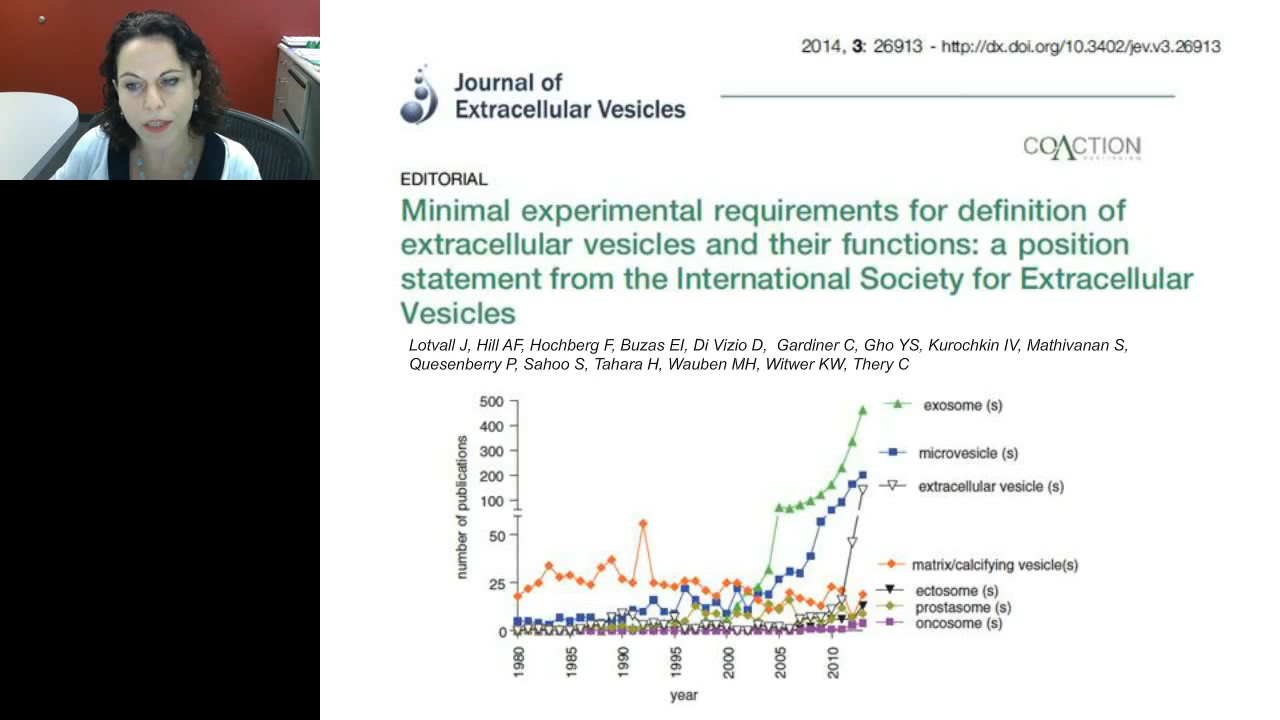 2014, 3: 26913 - http://dx.doi.org/10.3402/jev.v3.26913
Journal of
Extracellular Vesicles
COACTION
PUBLISHING
EDITORIAL
Minimal experimental requirements for definition of
extracellular vesicles and their functions: a position
statement from the International Society for Extracellular
Vesicles
Lotvall J, Hill AF, Hochberg F, Buzas EI, Di Vizio D, Gardiner C, Gho YS, Kurochkin IV, Mathivanan S,
Quesenberry P, Sahoo S, Tahara H, Wauben MH, Witwer KW, Thery C
500
400
300
200
100
50
25
0
number of publications
1980
1985
1990
1995
2000
2005
2010
year
exosome (s)
microvesicle (s)
extracellular vesicle (s)
matrix/calcifying vesicle(s)
ectosome (s)
prostasome (s)
oncosome (s)